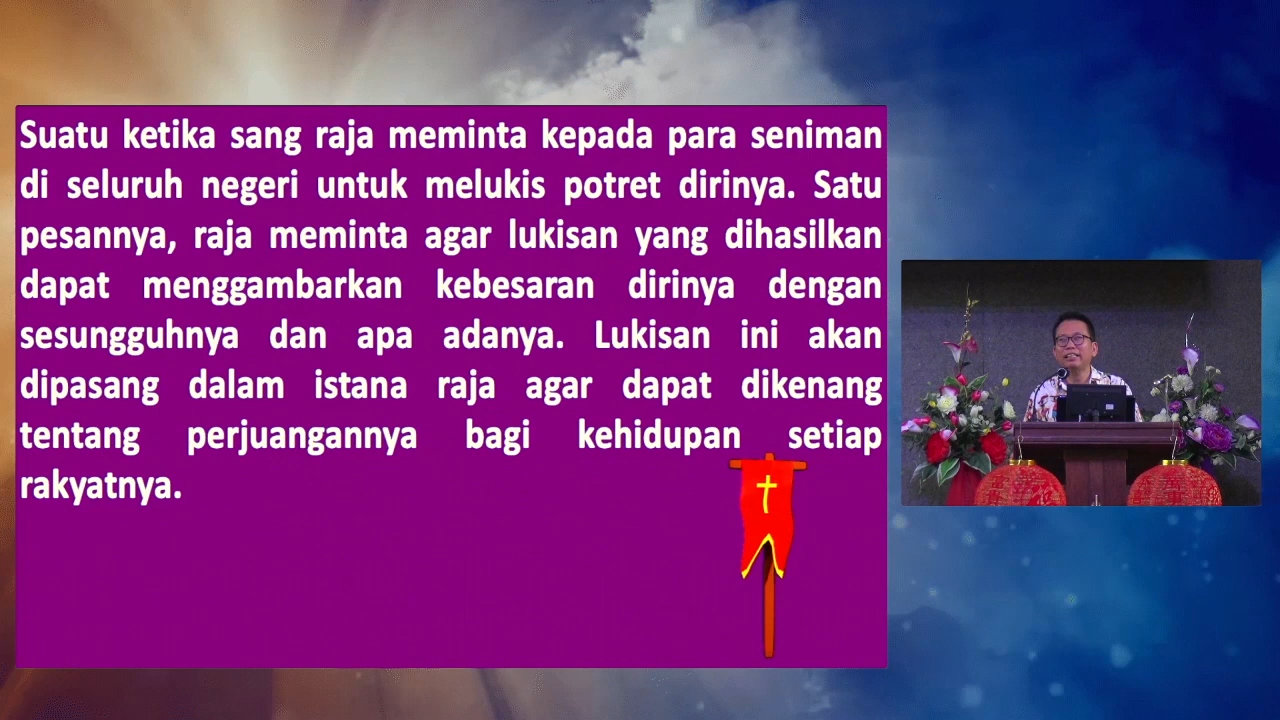 Suatu ketika sang raja meminta kepada para seniman
di seluruh negeri untuk melukis potret dirinya. Satu
pesannya, raja meminta agar lukisan yang dihasilkan
dapat menggambarkan kebesaran dirinya dengan
sesungguhnya dan apa adanya. Lukisan ini akan
dipasang dalam istana raja agar dapat dikenang
tentang perjuangannya bagi kehidupan setiap
rakyatnya.